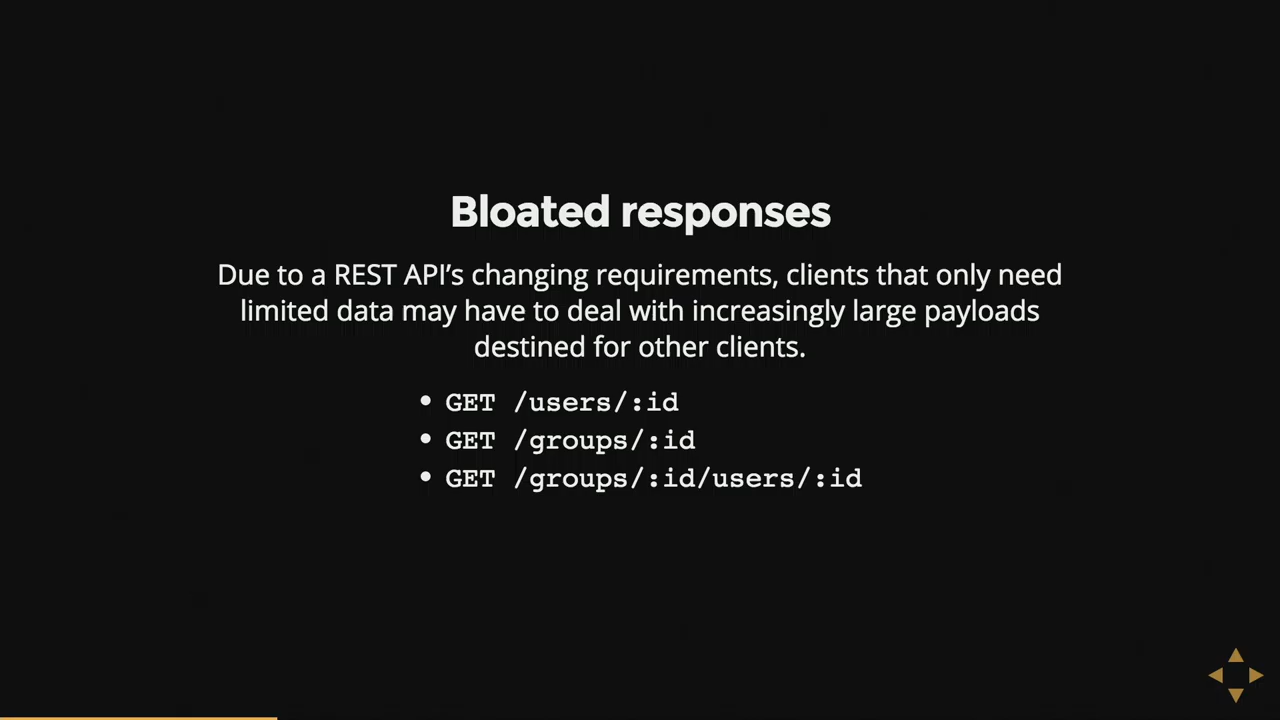 Bloated responses
Due to a REST API’s changing requirements, clients that only need
limited data may have to deal with increasingly large payloads
destined for other clients.
• GET /users/:id
• GET /groups/:id
• GET /groups/:id/users/:id